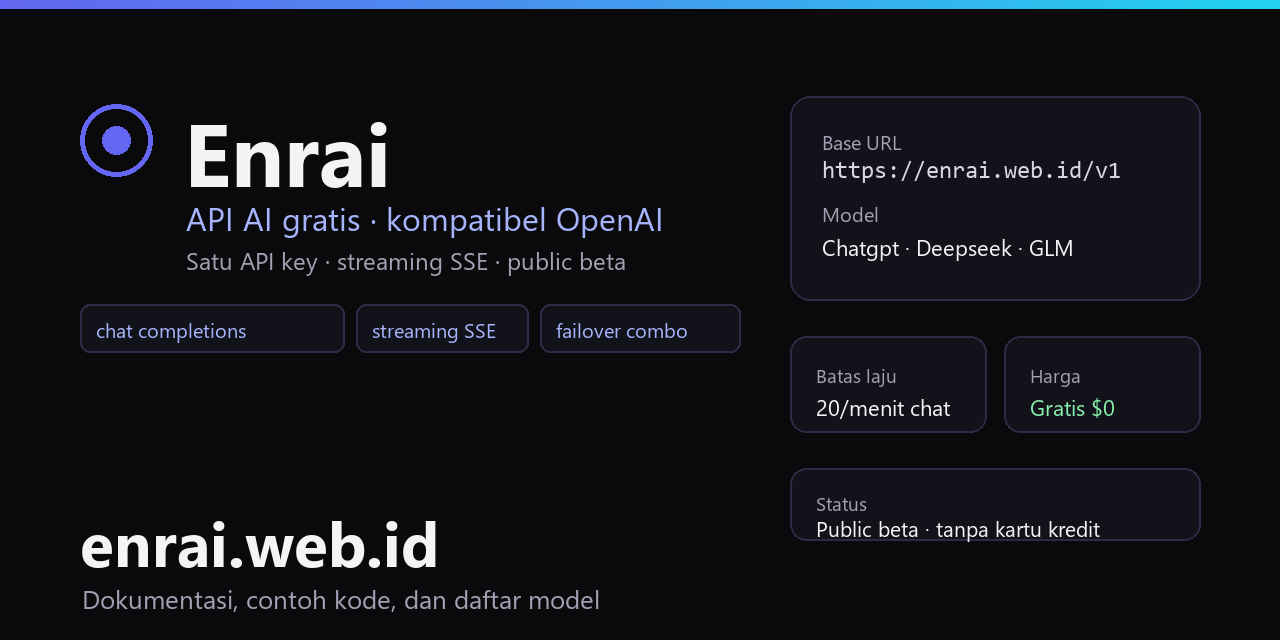 Enrai
API AI gratis · kompatibel OpenAI
Satu API key · streaming SSE · public beta
chat completions
streaming SSE
failover combo
enrai.web.id
Dokumentasi, contoh kode, dan daftar model
Base URL
https://enrai.web.id/v1
Model
Chatgpt · Deepseek · GLM
Batas laju
20/menit chat
Harga
Gratis $0
Status
Public beta · tanpa kartu kredit